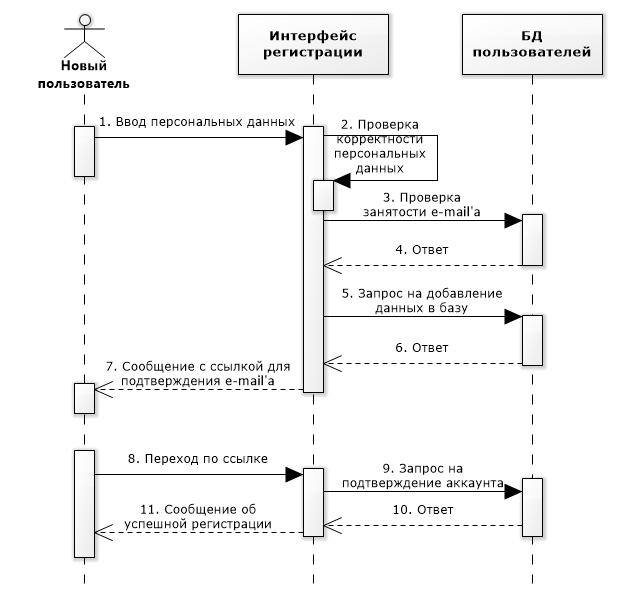 Новый
пользователь
Интерфейс
регистрации
БД
пользователей
1. Ввод персональных данных
2. Проверка
корректности
персональных
данных
3. Проверка
занятости e-mail'а
4. Ответ
5. Запрос на добавление
данных в базу
6. Ответ
7. Сообщение с ссылкой для
подтверждения e-mail'а
8. Переход по ссылке
9. Запрос на
подтверждение аккаунта
10. Ответ
11. Сообщение об
успешной регистрации